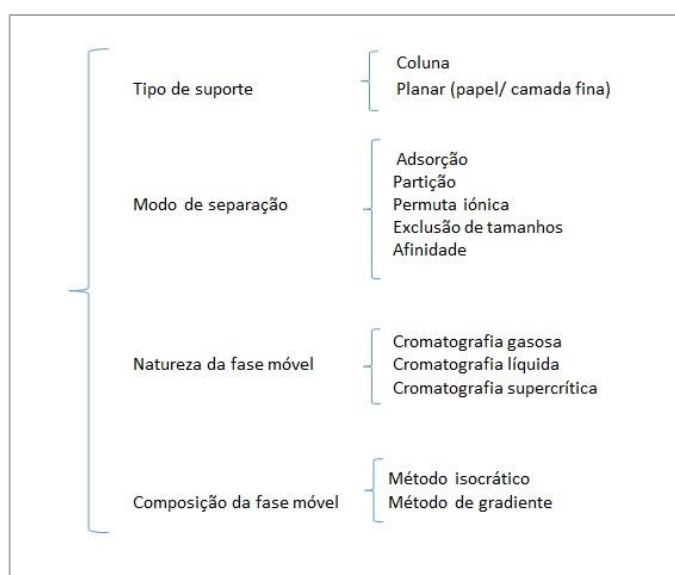 Tipo de suporte
Coluna
Planar (papel/ camada fina)
Modo de separação
Adsorção
Partição
Permuta iónica
Exclusão de tamanhos
Afinidade
Natureza da fase móvel
Cromatografia gasosa
Cromatografia líquida
Cromatografia supercrítica
Composição da fase móvel
Método isocrático
Método de gradiente